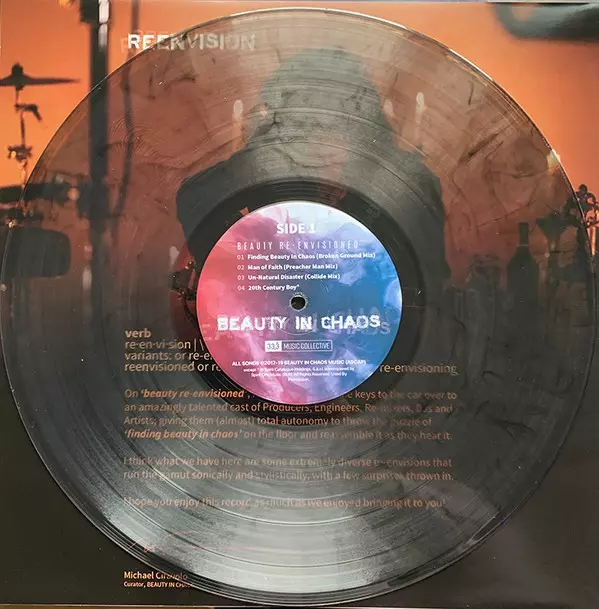 REENVISION
SIDE 1
BEAUTY RE-ENVISIONED
01 Finding Beauty In Chaos (Broken Ground Mix)
02 Man of Faith (Preacher Man Mix)
03 Un-Natural Disaster (Collide Mix)
04 20th Century Boy*
BEAUTY IN CHAOS
33.3 MUSIC COLLECTIVE
ALL SONGS ©2017-19 BEAUTY IN CHAOS MUSIC (ASCAP)
verb
re·en·vi·sion |
variants: or re-e
reenvisioned or re re-envisioning
On 'beauty re-envisioned', keys to the car over to
an amazingly talented cast of Producers, Engineers, Re-mixers, DJs and
Artists; giving them (almost) total autonomy to throw the puzzle of
'finding beauty in chaos' on the floor and reassemble it as they hear it.
I think what we have here are some extremely diverse re-envisions that
run the gamut sonically and stylistically, with a few surprises thrown in.
I hope you enjoy this record as much as we enjoyed bringing it to you
Michael Ciravolo
Curator, BEAUTY IN CHAOS